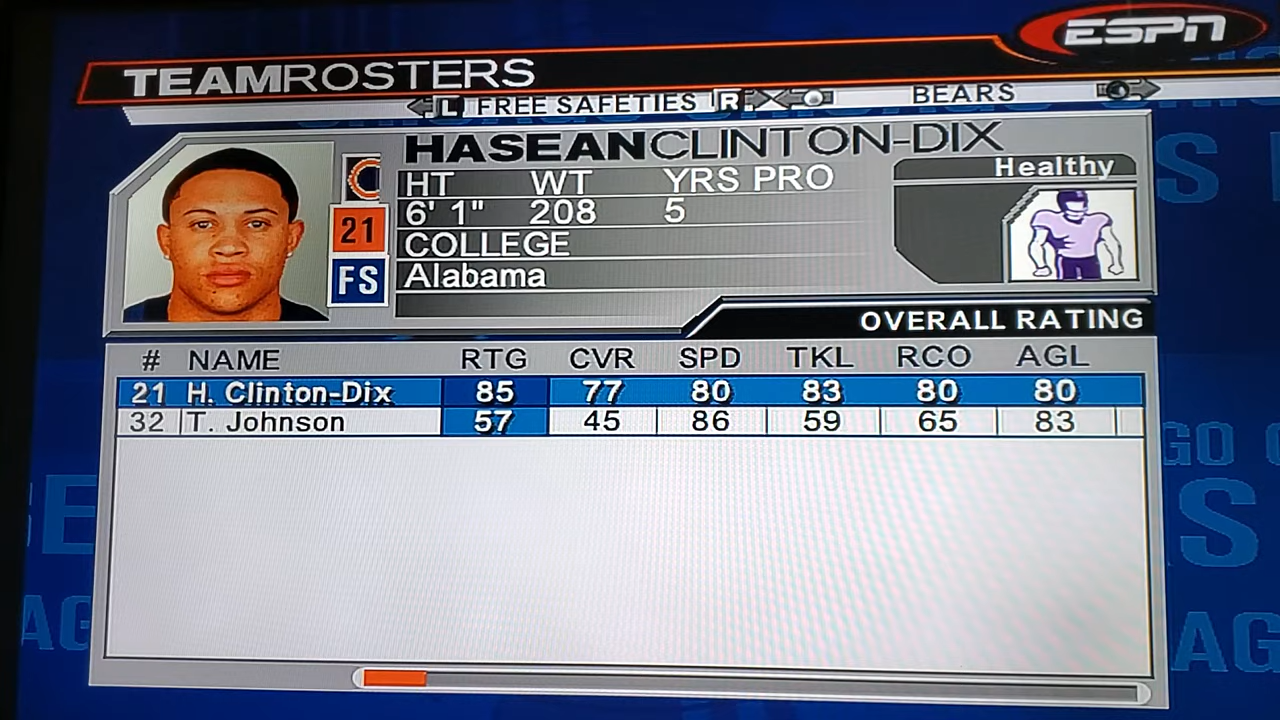 ESPN
TEAMROSTERS
L FREE SAFETIES R BEARS
HASEANCLINTON-DIX
HT WT YRS PRO
6' 1" 208 5
COLLEGE
Alabama
21
FS
Healthy
OVERALL RATING
# NAME RTG CVR SPD TKL RCO AGL
21 H. Clinton-Dix 85 77 80 83 80 80
32 T. Johnson 57 45 86 59 65 83